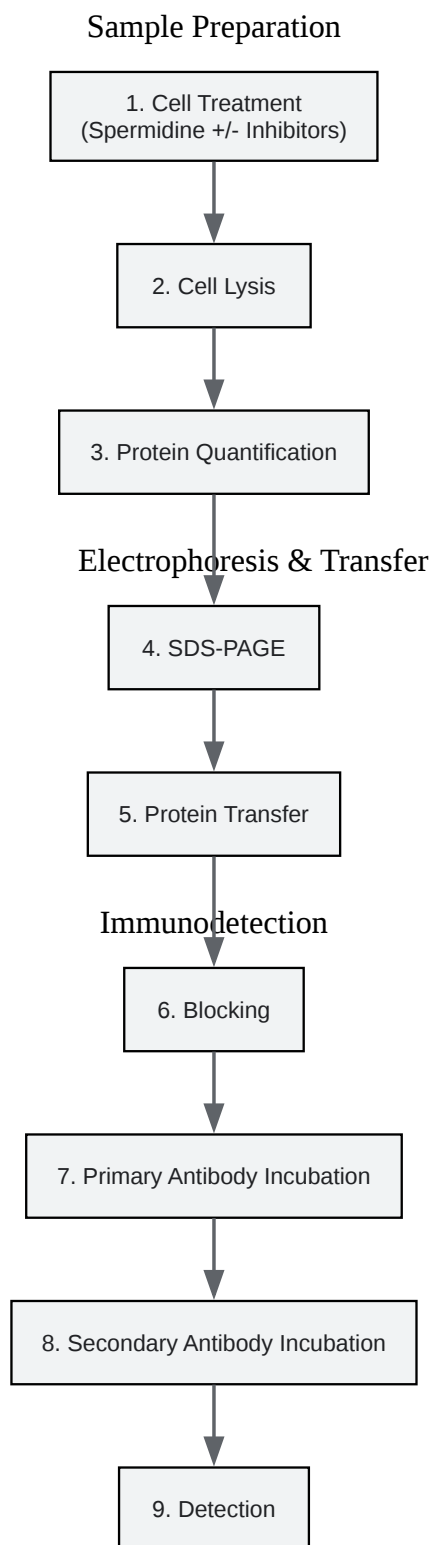 Sample Preparation
1. Cell Treatment
(Spermidine +/- Inhibitors)
2. Cell Lysis
3. Protein Quantification
Electrophoresis & Transfer
4. SDS-PAGE
5. Protein Transfer
Immunodetection
6. Blocking
7. Primary Antibody Incubation
8. Secondary Antibody Incubation
9. Detection